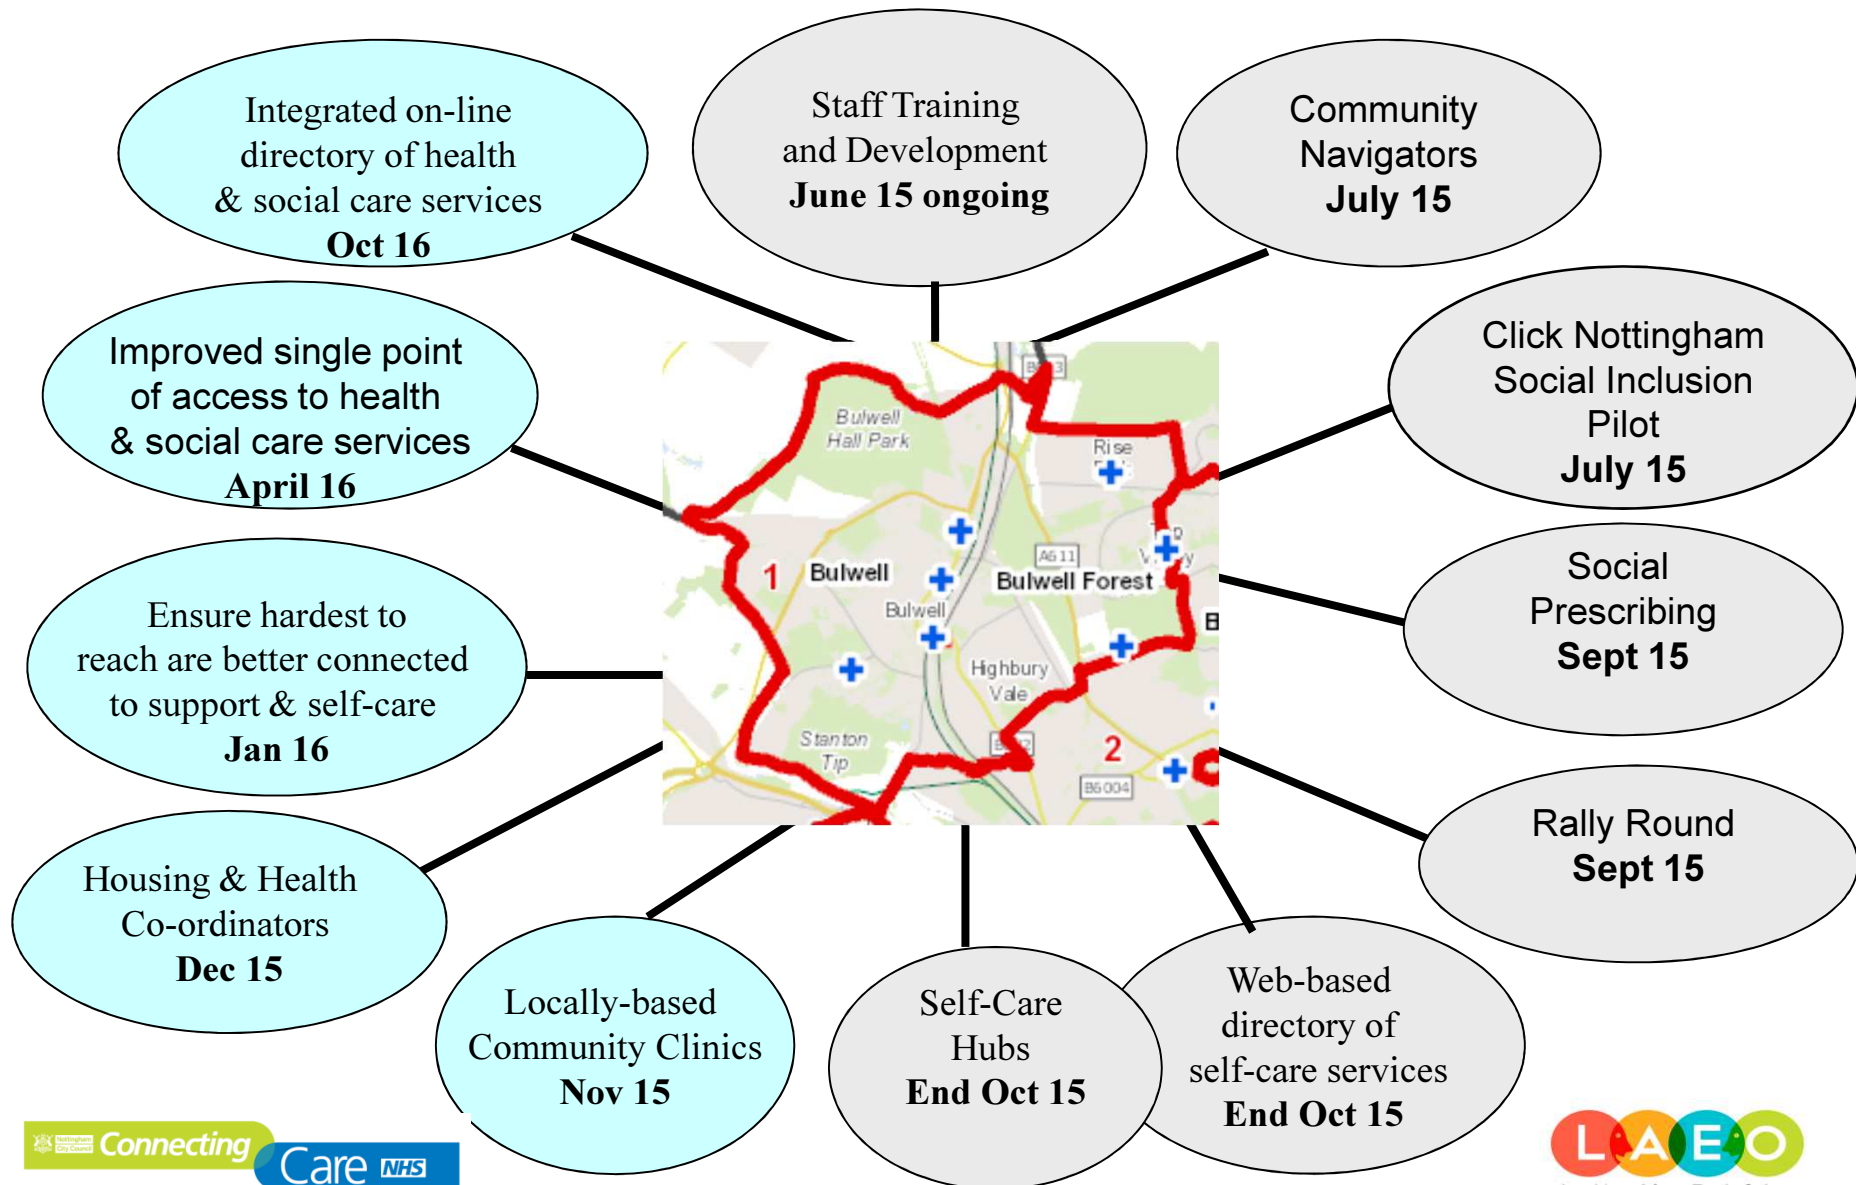 Integrated on-line
directory of health
& social care services
Oct 16
Staff Training
and Development
June 15 ongoing
Community
Navigators
July 15
Improved single point
of access to health
& social care services
April 16
Click Nottingham
Social Inclusion
Pilot
July 15
Ensure hardest to
reach are better connected
to support & self-care
Jan 16
Social
Prescribing
Sept 15
Housing & Health
Co-ordinators
Dec 15
Rally Round
Sept 15
Locally-based
Community Clinics
Nov 15
Self-Care
Hubs
End Oct 15
Web-based
directory of
self-care services
End Oct 15
Bulwell
Hall Park
Rise
A611
1
Bulwell
Bulwell Forest
Bulwell
B
Highbury
Vale
Stanton
Tip
2
B6004
Nottingham
City Council
Connecting
Care NHS
LAEO